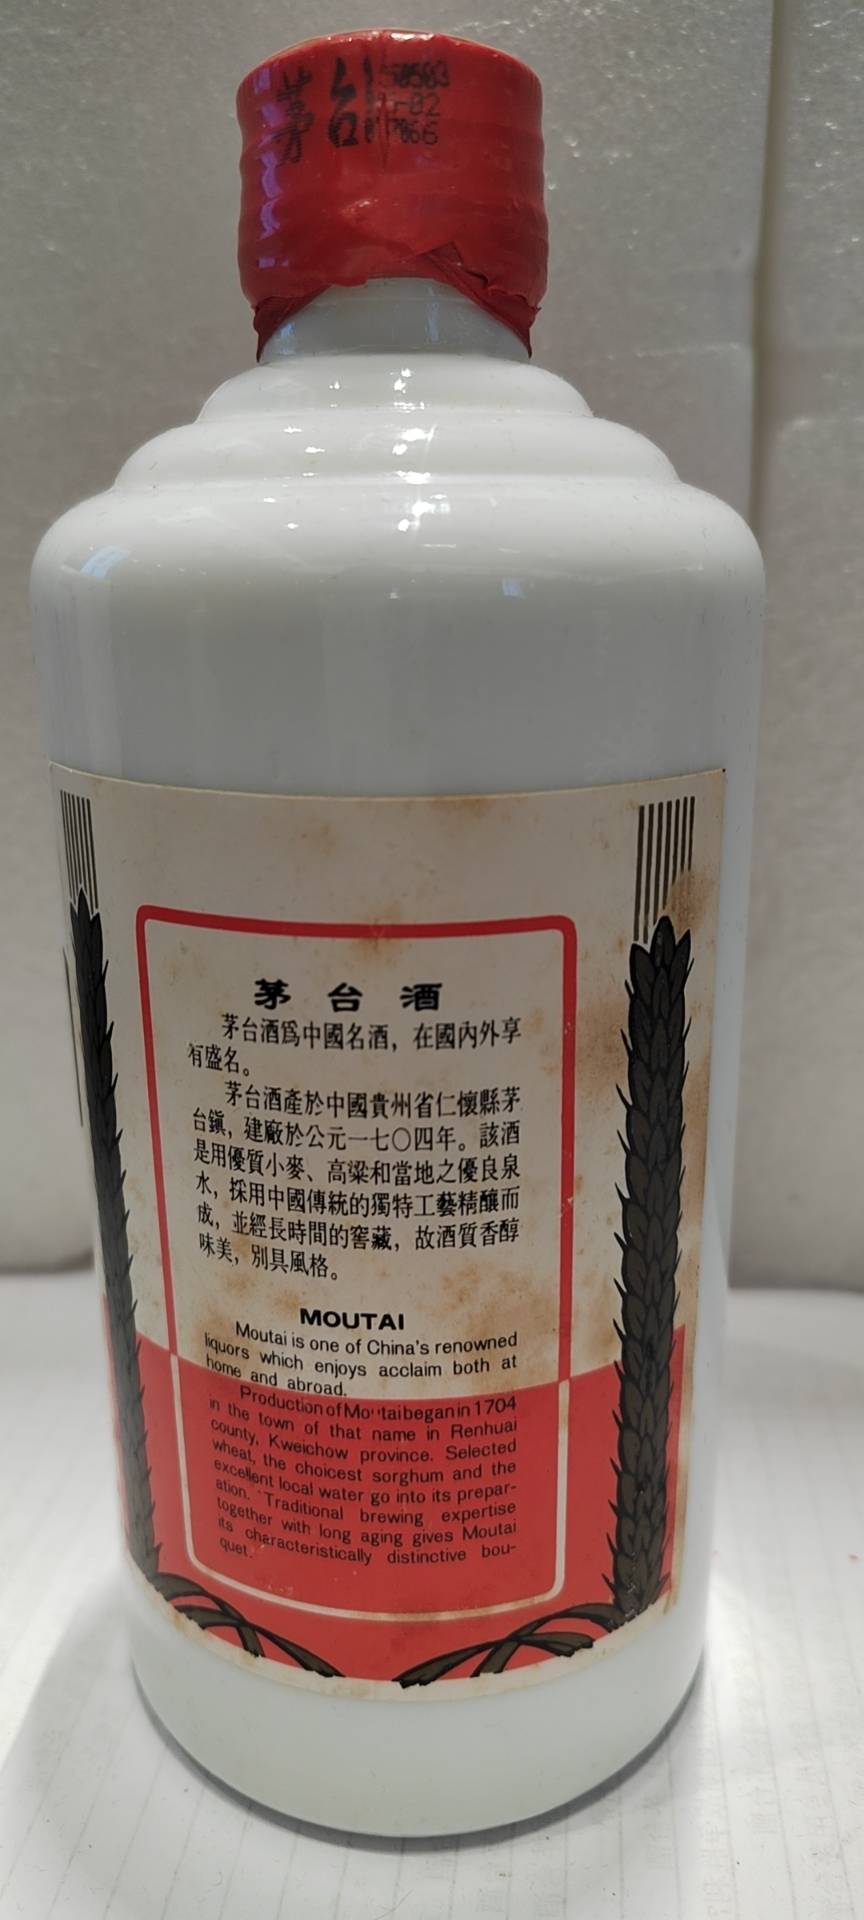 茅台
茅台酒
茅台酒爲中國名酒，在國內外享
有盛名。
茅台酒產於中國貴州省仁懷縣茅
台鎮，建廠於公元一七〇四年。該酒
是用優質小麥、高粱和當地之優良泉
水，採用中國傳統的獨特工藝精釀而
成，並經長時間的窖藏，故酒質香醇
味美，別具風格。
MOUTAI
Moutai is one of China's renowned
liquors which enjoys acclaim both at
home and abroad.
Production of Moutai began in 1704
in the town of that name in Renhuai
county, Kweichow province. Selected
wheat, the choicest sorghum and the
excellent local water go into its prepar-
ation. Traditional brewing expertise
together with long aging gives Moutai
its characteristically distinctive bou-
quet.